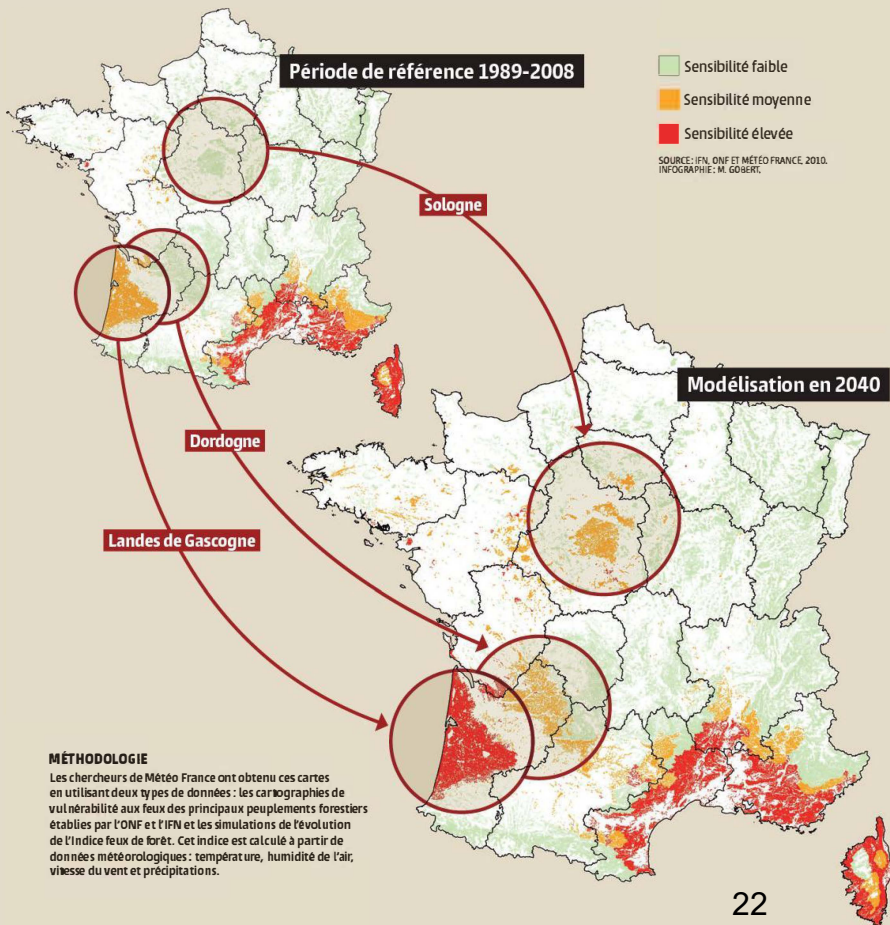 Période de référence 1989-2008
Sensibilité faible
Sensibilité moyenne
Sensibilité élevée
SOURCE: IFN, ONF ET MÉTÉO FRANCE, 2010.
INFOGRAPHIE: M. GOBERT,
Sologne
Modélisation en 2040
Dordogne
Landes de Gascogne
MÉTHODOLOGIE
Les chercheurs de Météo France ont obtenu ces cartes
en utilisant deux types de données : les cartographies de
vulnérabilité aux feux des principaux peuplements forestiers
établies par l'ONF et l'IFN et les simulations de l'évolution
de l'Indice feux de forêt. Cet indice est calculé à partir de
données météorologiques: température, humidité de l'air,
vitesse du vent et précipitations.
22